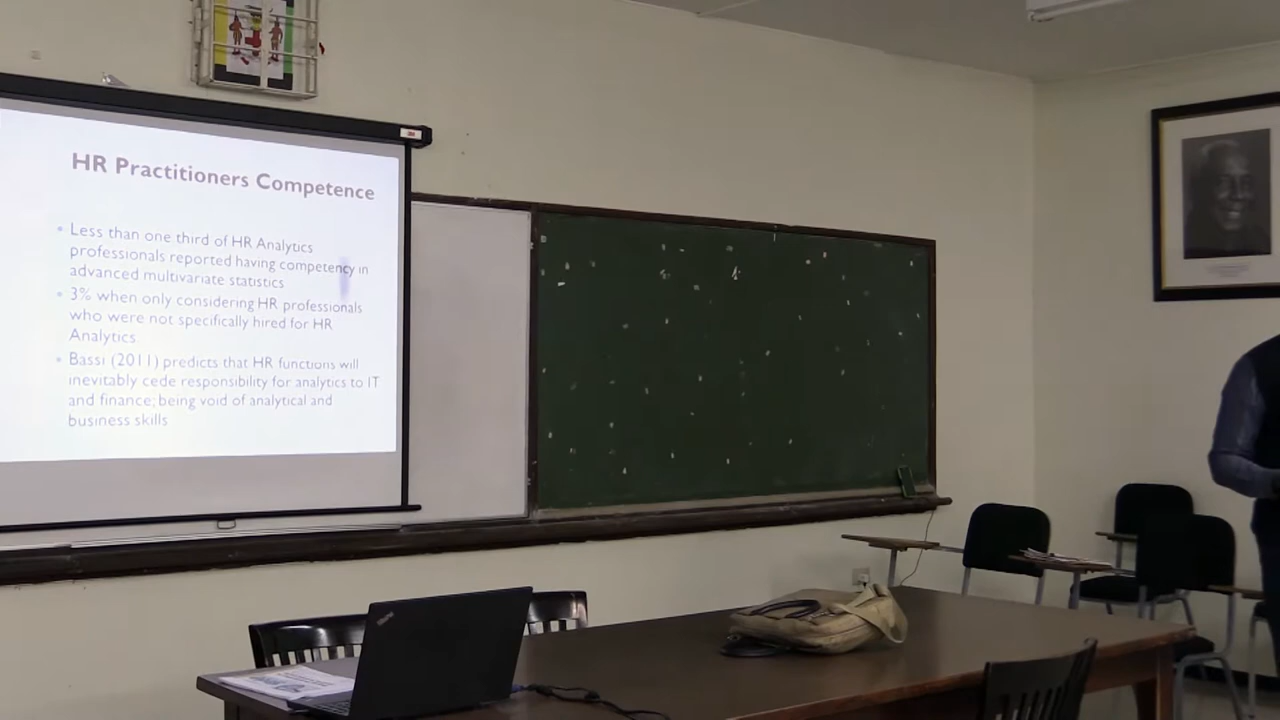 HR Practitioners Competence
Less than one third of HR Analytics
professionals reported having competency in
advanced multivariate statistics
3% when only considering HR professionals
who were not specifically hired for HR
Analytics
Bassi (2011) predicts that HR functions will
inevitably cede responsibility for analytics to IT
and finance; being void of analytical and
business skills